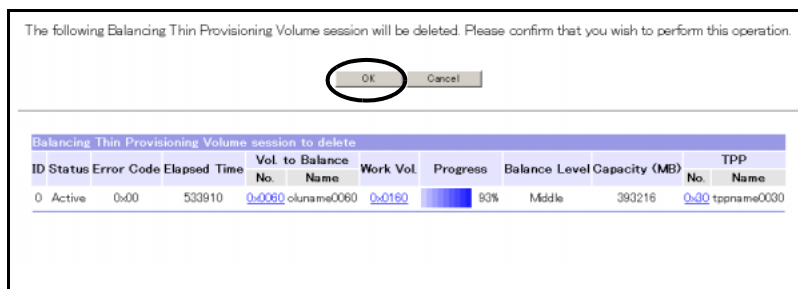 The following Balancing Thin Provisioning Volume session will be deleted. Please confirm that you wish to perform this operation.
OK Cancel
Balancing Thin Provisioning Volume session to delete
ID Status Error Code Elapsed Time Vol. to Balance Work Vol. Progress Balance Level Capacity (MB) TPP
No. Name No. Name
0 Active 0x00 533910 0x0060 oluname0060 0x0160 93% Middle 393216 0x30 tppname0030